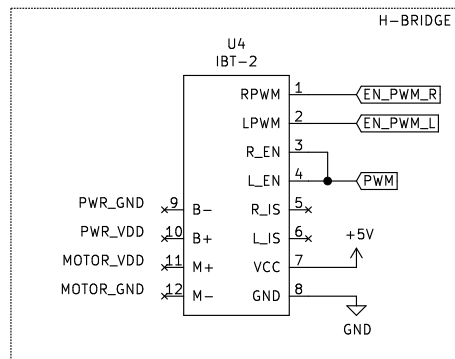 H-BRIDGE
U4
IBT-2
RPWM 1 EN_PWM_R
LPWM 2 EN_PWM_L
R_EN 3
L_EN 4 PWM
PWR_GND 9 B- R_IS 5
PWR_VDD 10 B+ L_IS 6
+5V
MOTOR_VDD 11 M+ VCC 7
MOTOR_GND 12 M- GND 8
GND